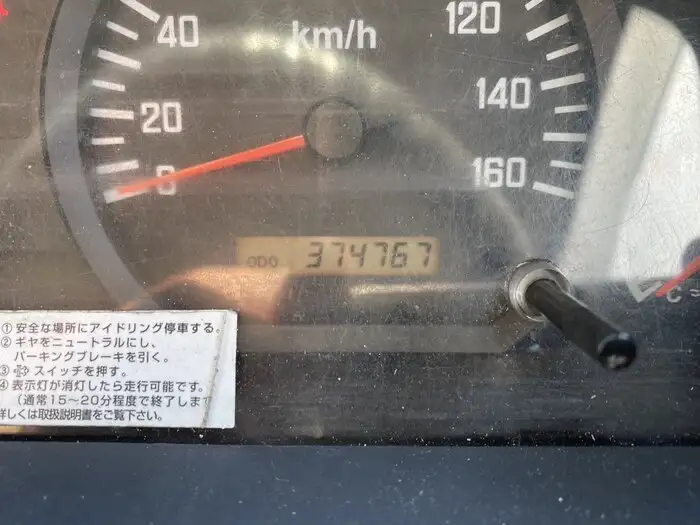 40
km/h
120
20
140
0
160
ODO 374767
C
①安全な場所にアイドリング停車する。
②ギヤをニュートラルにし、
パーキングブレーキを引く。
③ スイッチを押す。
④表示灯が消灯したら走行可能です。
(通常15～20分程度で終了しま
詳しくは取扱説明書をご覧下さい。